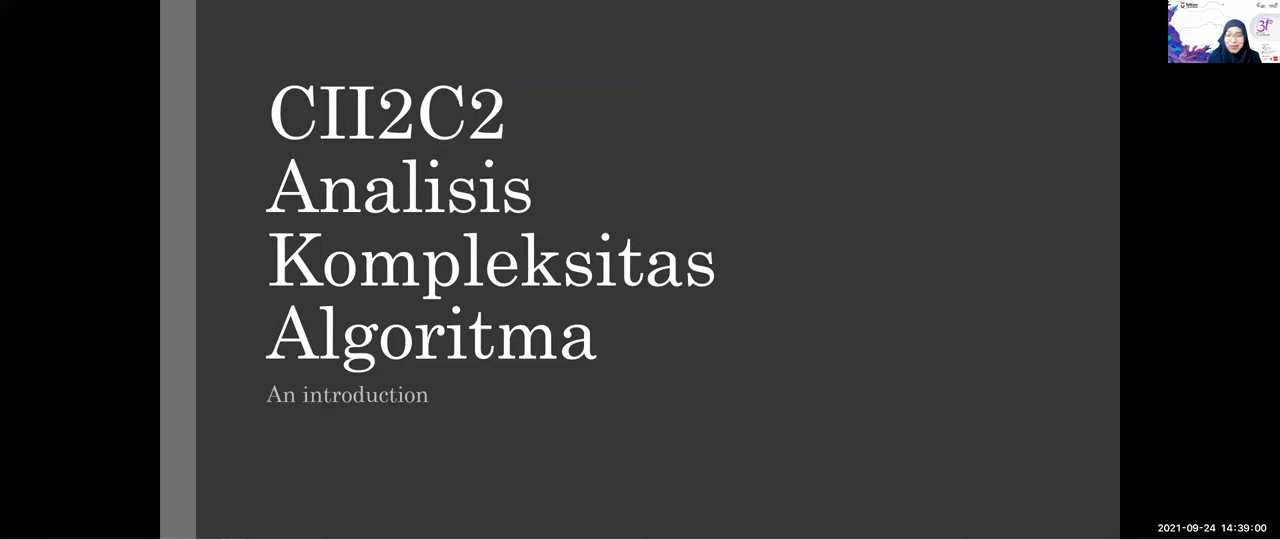 CII2C2
Analisis
Kompleksitas
Algoritma
An introduction
2021-09-24 14:39:00